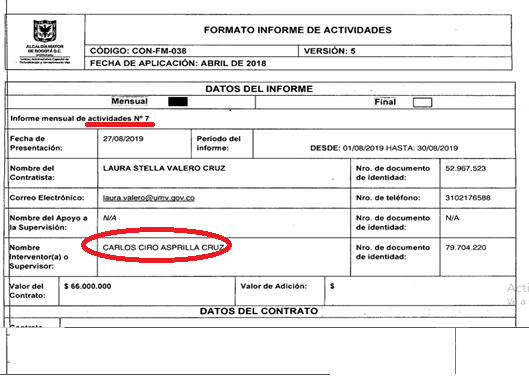 FORMATO INFORME DE ACTIVIDADES
ALCALDÍA MAYOR
DE BOGOTÁ D.C.
CÓDIGO: CON-FM-038 VERSIÓN: 5
FECHA DE APLICACIÓN: ABRIL DE 2018
DATOS DEL INFORME
Mensual Final
Informe mensual de actividades Nº 7
Fecha de Presentación: 27/08/2019 Periodo del informe: DESDE: 01/08/2019 HASTA: 30/08/2019
Nombre del Contratista: LAURA STELLA VALERO CRUZ Nro. de documento de identidad: 52.967.523
Correo Electrónico: laura.valero@umv.gov.co Nro. de teléfono: 3102176588
Nombre del Apoyo a la Supervisión: N/A Nro. de documento de identidad: N/A
Nombre Interventor(a) o Supervisor: CARLOS CIRO ASPRILLA CRUZ Nro. de documento de identidad: 79.704.220
Valor del Contrato: $ 66.000.000 Valor de Adición: $
DATOS DEL CONTRATO